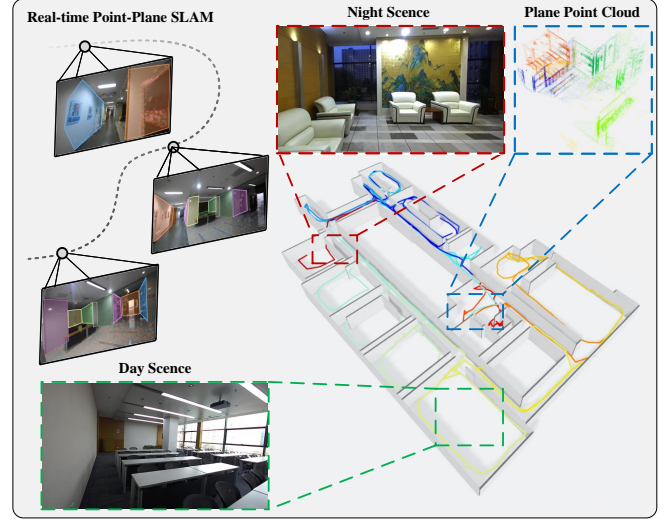 Real-time Point-Plane SLAM
Night Scence
Plane Point Cloud
Day Scence